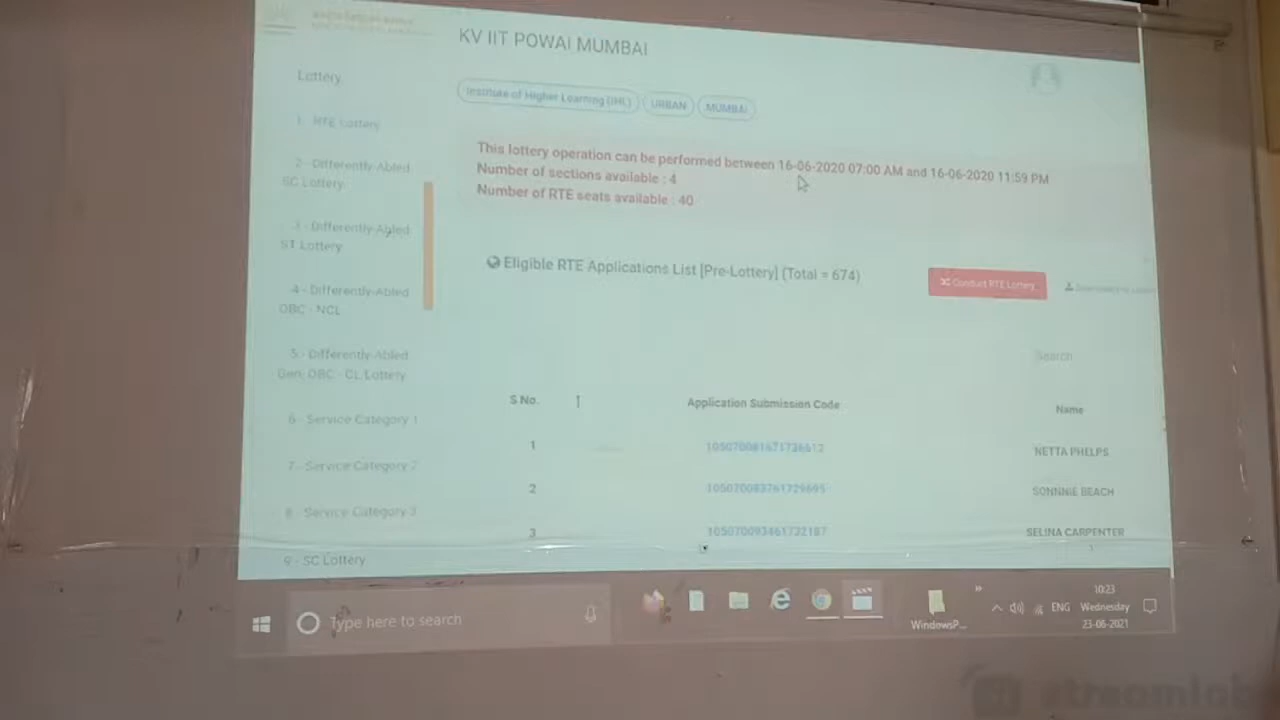 KV IIT POWAI MUMBAI
Lottery
Institute of Higher Learning (IHL) URBAN MUMBAI
1. RTE Lottery
This lottery operation can be performed between 16-06-2020 07:00 AM and 16-06-2020 11:59 PM
Number of sections available : 4
Number of RTE seats available : 40
2 - Differently-Abled
SC Lottery
3 - Differently-Abled
ST Lottery
Eligible RTE Applications List [Pre-Lottery] (Total = 674)
Conduct RTE Lottery
4 - Differently-Abled
OBC - NCL
5 - Differently-Abled
Gen, OBC - CL Lottery
Search
S No. Application Submission Code Name
6 - Service Category 1
1 105070081671736612 NETTA PHELPS
7 - Service Category 2
2 105070083761729695 SONNNIE BEACH
8 - Service Category 3
3 105070093461732187 SELINA CARPENTER
9 - SC Lottery
Type here to search
WindowsP...
ENG
10:23
Wednesday
23-06-2021
streamlab